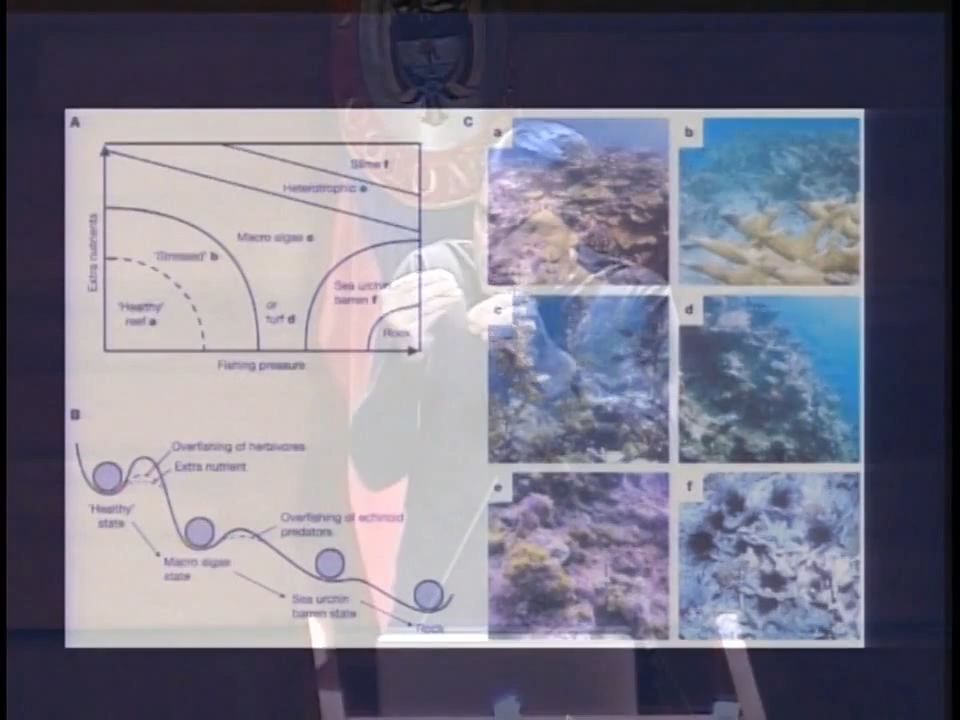 A
Extra nutrients
Slime f
Heterotrophic e
Macro algae c
'Stressed' b
'Healthy'
reef a
or
turf d
Sea urchin
barren f
Rock
Fishing pressure
B
Overfishing of herbivores
Extra nutrient
'Healthy'
state
Overfishing of echinoid
predators
Macro algae
state
Sea urchin
barren state
Rock
C
a
b
c
d
e
f